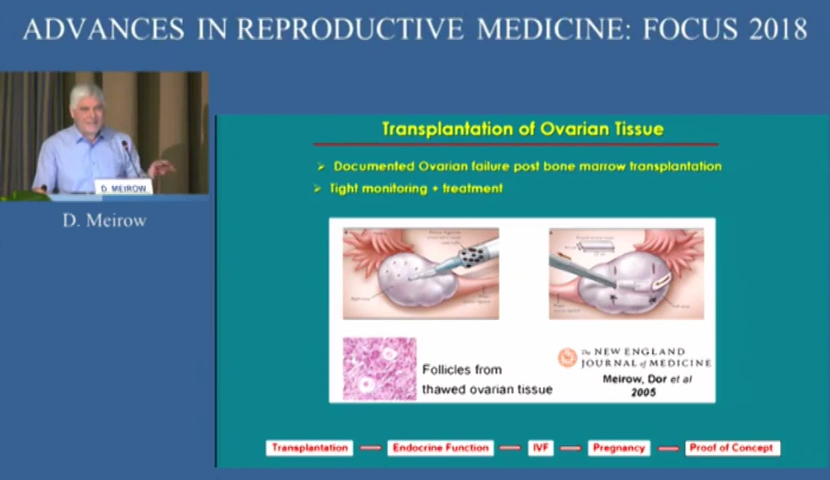 ADVANCES IN REPRODUCTIVE MEDICINE: FOCUS 2018
D. MEIROW
D. Meirow
Transplantation of Ovarian Tissue
Documented Ovarian failure post bone marrow transplantation
Tight monitoring + treatment
Follicles from
thawed ovarian tissue
The NEW ENGLAND
JOURNAL of MEDICINE
Meirow, Dor et al
2005
Transplantation — Endocrine Function — IVF — Pregnancy — Proof of Concept